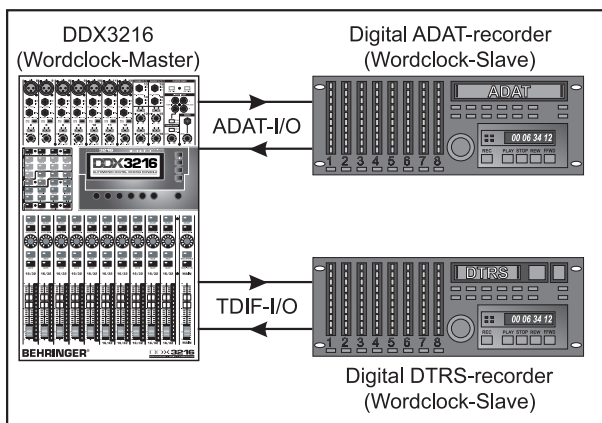 DDX3216
(Wordclock-Master)
Digital ADAT-recorder
(Wordclock-Slave)
ADAT
00 06 34 12
REC PLAY STOP REW FFWD
1 2 3 4 5 6 7 8
ADAT-I/O
DDX3216
TDIF-I/O
DTRS
00 06 34 12
REC PLAY STOP REW FFWD
1 2 3 4 5 6 7 8
BEHRINGER
DDX3216
Digital DTRS-recorder
(Wordclock-Slave)